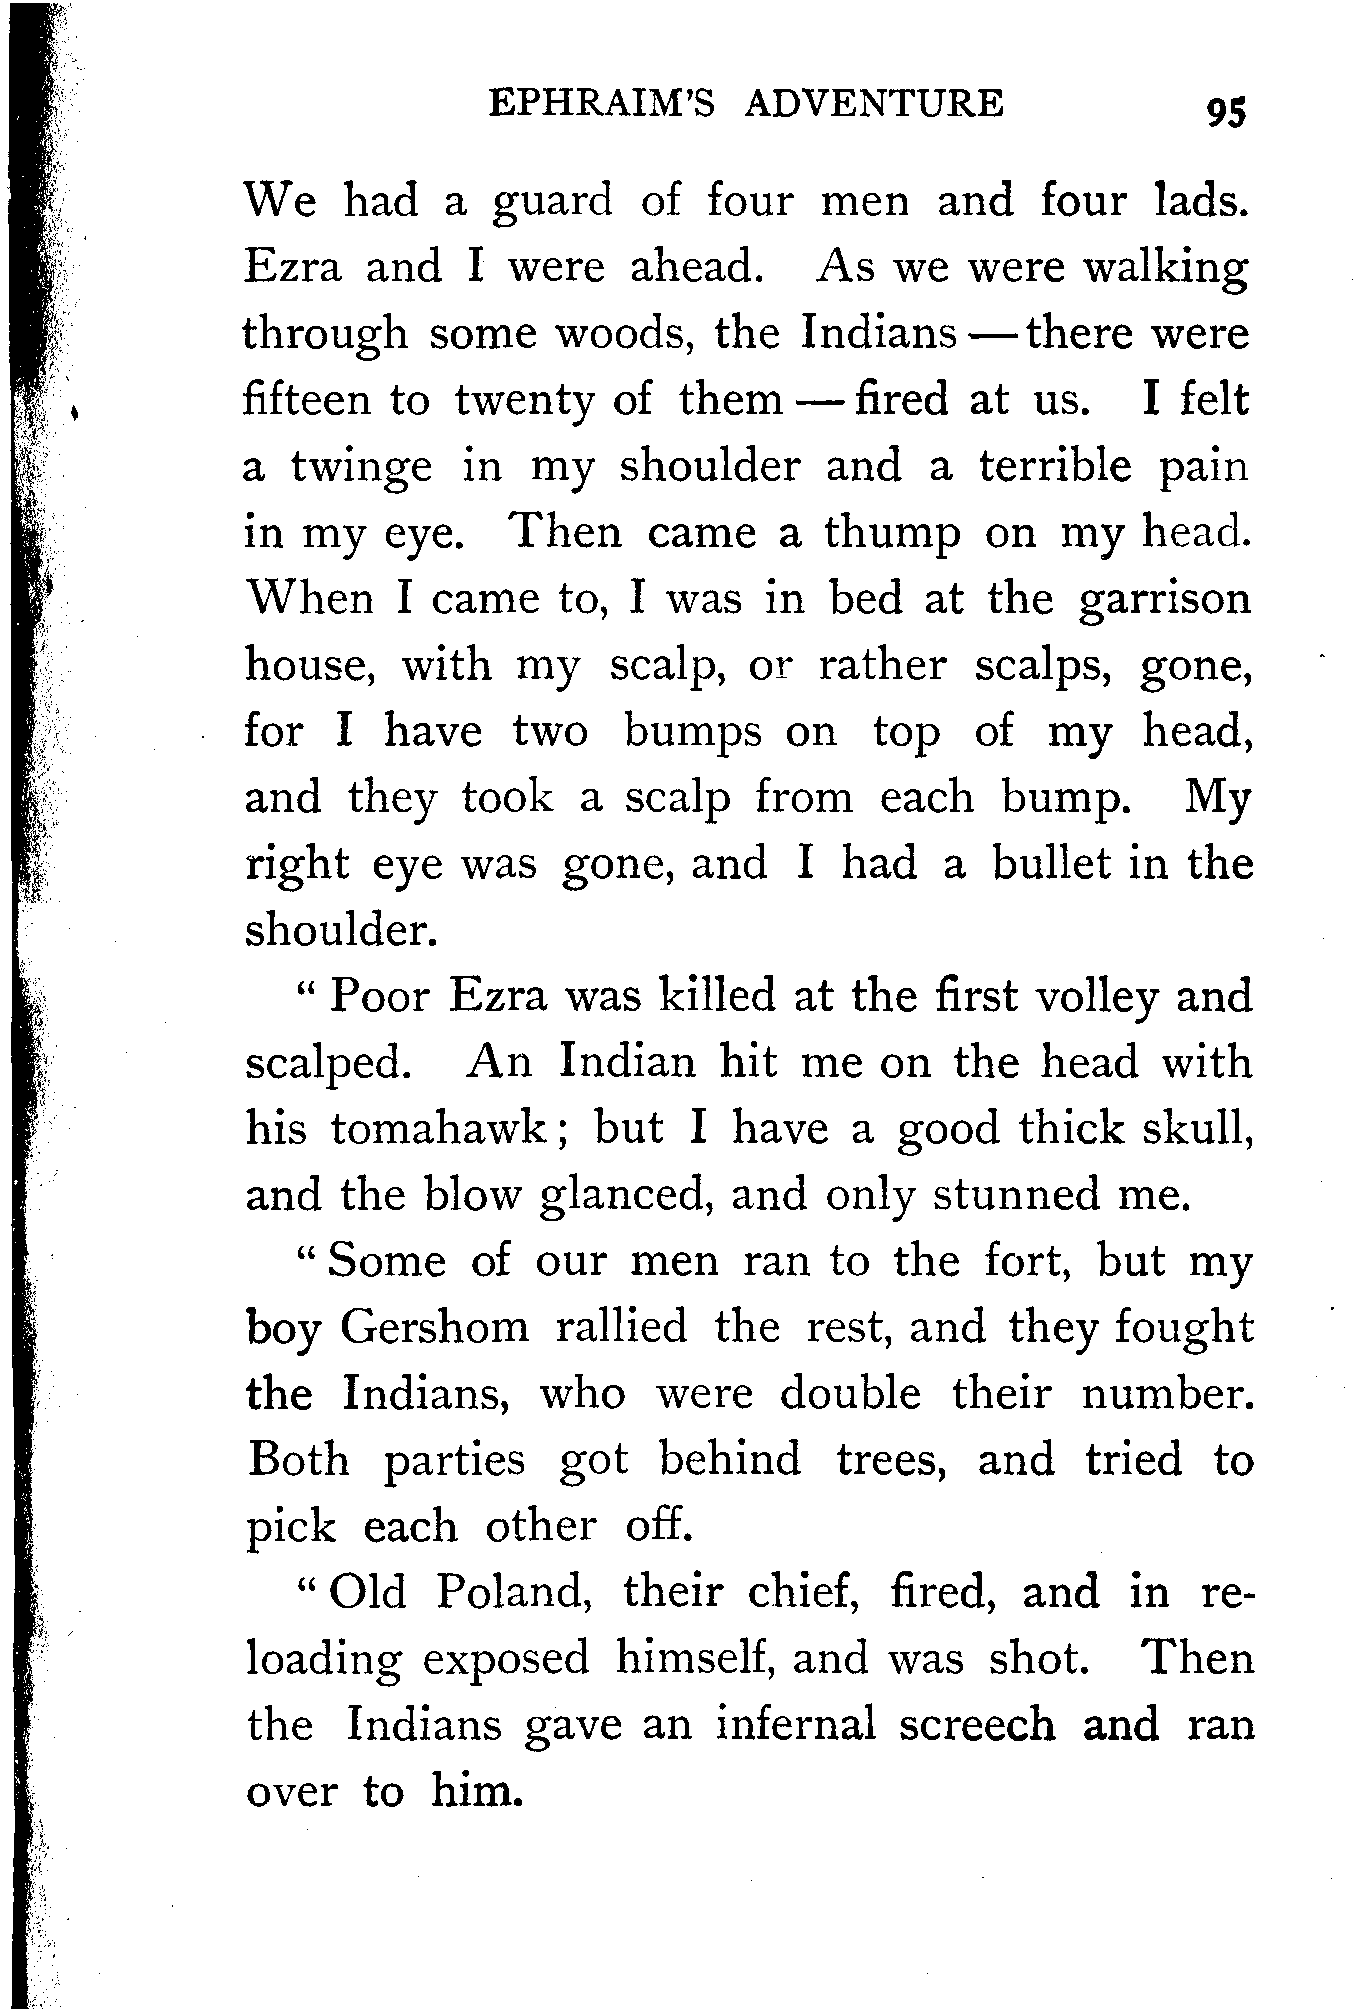 EPHRAIM'S ADVENTURE 95
We had a guard of four men and four lads.
Ezra and I were ahead. As we were walking
through some woods, the Indians — there were
fifteen to twenty of them — fired at us. I felt
a twinge in my shoulder and a terrible pain
in my eye. Then came a thump on my head.
When I came to, I was in bed at the garrison
house, with my scalp, or rather scalps, gone,
for I have two bumps on top of my head,
and they took a scalp from each bump. My
right eye was gone, and I had a bullet in the
shoulder.
“ Poor Ezra was killed at the first volley and
scalped. An Indian hit me on the head with
his tomahawk; but I have a good thick skull,
and the blow glanced, and only stunned me.
“ Some of our men ran to the fort, but my
boy Gershom rallied the rest, and they fought
the Indians, who were double their number.
Both parties got behind trees, and tried to
pick each other off.
“ Old Poland, their chief, fired, and in re-
loading exposed himself, and was shot. Then
the Indians gave an infernal screech and ran
over to him.